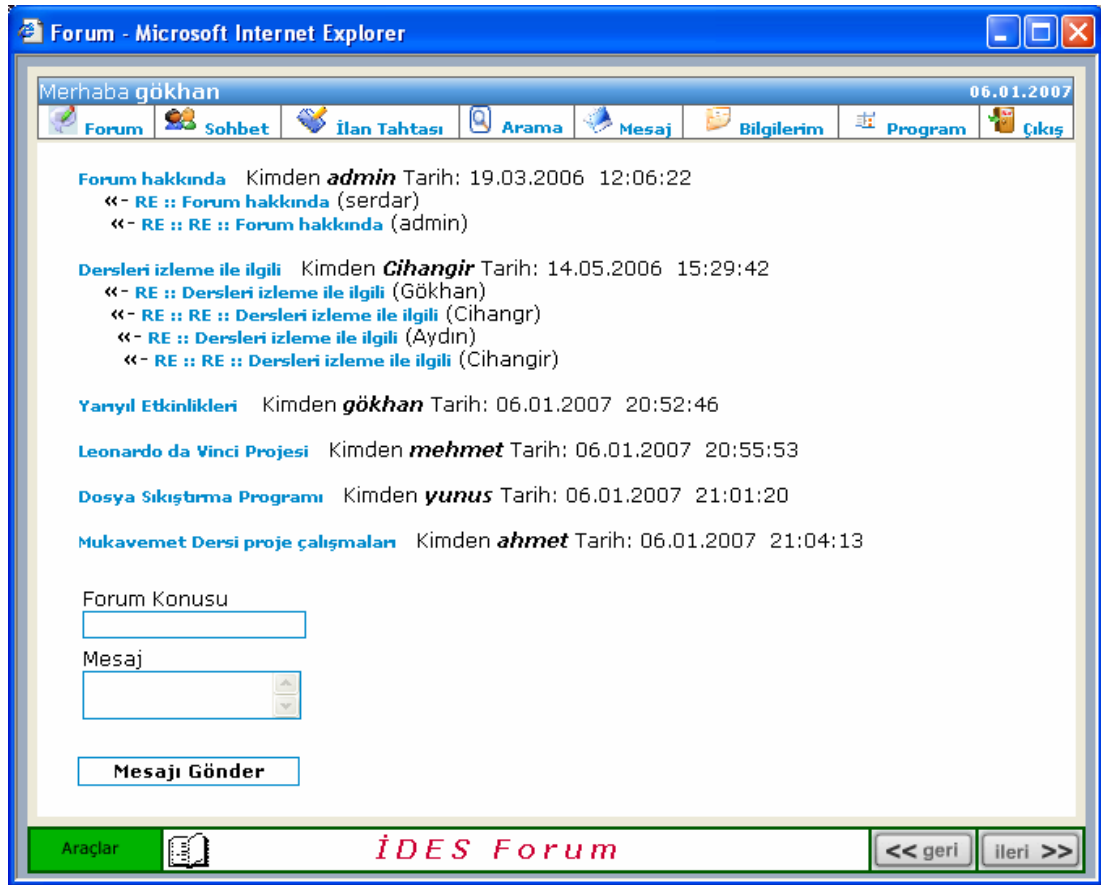 Forum - Microsoft Internet Explorer
Merhaba gökhan 06.01.2007
Forum Sohbet İlan Tahtası Arama Mesaj Bilgilerim Program Çıkış
Forum hakkında Kimden admin Tarih: 19.03.2006 12:06:22
«- RE :: Forum hakkında (serdar)
«- RE :: RE :: Forum hakkında (admin)
Dersleri izleme ile ilgili Kimden Cihangir Tarih: 14.05.2006 15:29:42
«- RE :: Dersleri izleme ile ilgili (Gökhan)
«- RE :: RE :: Dersleri izleme ile ilgili (Cihangr)
«- RE :: Dersleri izleme ile ilgili (Aydın)
«- RE :: RE :: Dersleri izleme ile ilgili (Cihangir)
Yarıyıl Etkinlikleri Kimden gökhan Tarih: 06.01.2007 20:52:46
Leonardo da Vinci Projesi Kimden mehmet Tarih: 06.01.2007 20:55:53
Dosya Sıkıştırma Programı Kimden yunus Tarih: 06.01.2007 21:01:20
Mukavemet Dersi proje çalışmaları Kimden ahmet Tarih: 06.01.2007 21:04:13
Forum Konusu
Mesaj
Mesajı Gönder
Araçlar İDES Forum << geri ileri >>